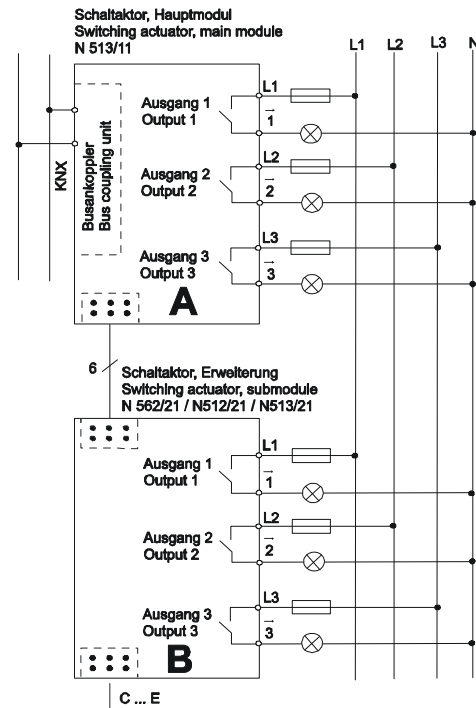 Schaltaktor, Hauptmodul
Switching actuator, main module
N 513/11
L1
L2
L3
N
KNX
Busankoppler
Bus coupling unit
Ausgang 1
Output 1
L1
1
Ausgang 2
Output 2
L2
2
Ausgang 3
Output 3
L3
3
A
6
Schaltaktor, Erweiterung
Switching actuator, submodule
N 562/21 / N512/21 / N513/21
Ausgang 1
Output 1
L1
1
Ausgang 2
Output 2
L2
2
Ausgang 3
Output 3
L3
3
B
C ... E